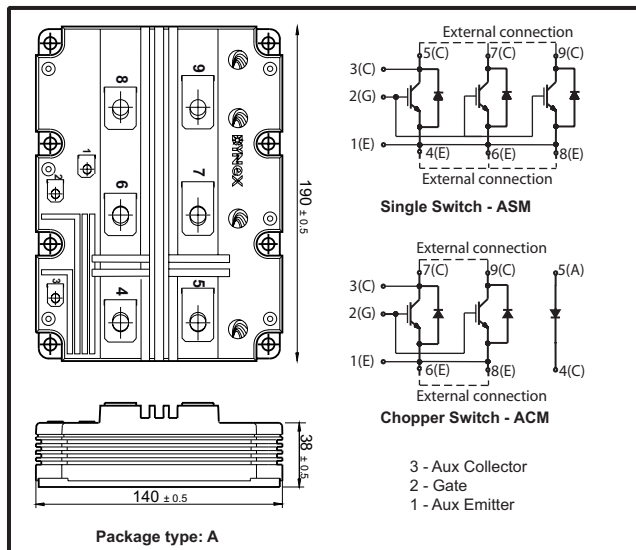 External connection
5(C)
7(C)
9(C)
3(C)
2(G)
1(E)
4(E)
6(E)
8(E)
External connection
Single Switch - ASM
External connection
7(C)
9(C)
5(A)
3(C)
2(G)
1(E)
6(E)
8(E)
4(C)
External connection
Chopper Switch - ACM
3 - Aux Collector
2 - Gate
1 - Aux Emitter
8
9
1
2
DYNEX
6
7
3
4
5
190 ± 0.5
38 ± 0.5
140 ± 0.5
Package type: A